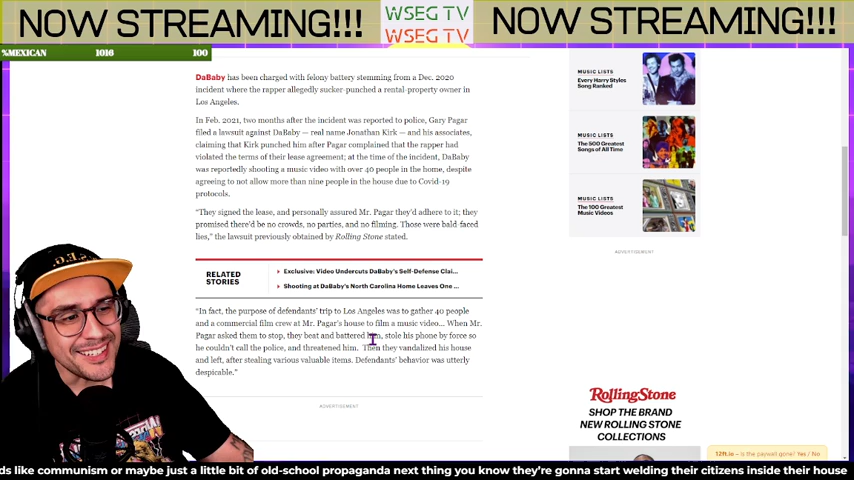 NOW STREAMING!!!
WSEG TV
WSEG TV
NOW STREAMING!!!
%MEXICAN 1016 100
DaBaby has been charged with felony battery stemming from a Dec. 2020
incident where the rapper allegedly sucker-punched a rental-property owner in
Los Angeles.
In Feb. 2021, two months after the incident was reported to police, Gary Pagar
filed a lawsuit against DaBaby — real name Jonathan Kirk — and his associates,
claiming that Kirk punched him after Pagar complained that the rapper had
violated the terms of their lease agreement; at the time of the incident, DaBaby
was reportedly shooting a music video with over 40 people in the home, despite
agreeing to not allow more than nine people in the house due to Covid-19
protocols.
“They signed the lease, and personally assured Mr. Pagar they’d adhere to it; they
promised there’d be no crowds, no parties, and no filming. Those were bald-faced
lies,” the lawsuit previously obtained by Rolling Stone stated.
RELATED
STORIES
Exclusive: Video Undercuts DaBaby’s Self-Defense Clai...
Shooting at DaBaby’s North Carolina Home Leaves One ...
“In fact, the purpose of defendants’ trip to Los Angeles was to gather 40 people
and a commercial film crew at Mr. Pagar’s house to film a music video... When Mr.
Pagar asked them to stop, they beat and battered him, stole his phone by force so
he couldn’t call the police, and threatened him. Then they vandalized his house
and left, after stealing various valuable items. Defendants’ behavior was utterly
despicable.”
ADVERTISEMENT
MUSIC LISTS
Every Harry Styles
Song Ranked
MUSIC LISTS
The 500 Greatest
Songs of All Time
MUSIC LISTS
The 100 Greatest
Music Videos
ADVERTISEMENT
RollingStone
SHOP THE BRAND
NEW ROLLING STONE
COLLECTIONS
12ft.io – Is the paywall gone? Yes / No
ds like communism or maybe just a little bit of old-school propaganda next thing you know they’re gonna start welding their citizens inside their house